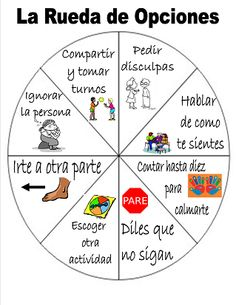 La Rueda de Opciones
Compartir
y tomar
turnos
Pedir
disculpas
Ignorar
la persona
Hablar
de como
te sientes
Irte a otra parte
Contar hasta diez
para
calmarte
PARE
Escoger
otra
actividad
Diles que
no sigan